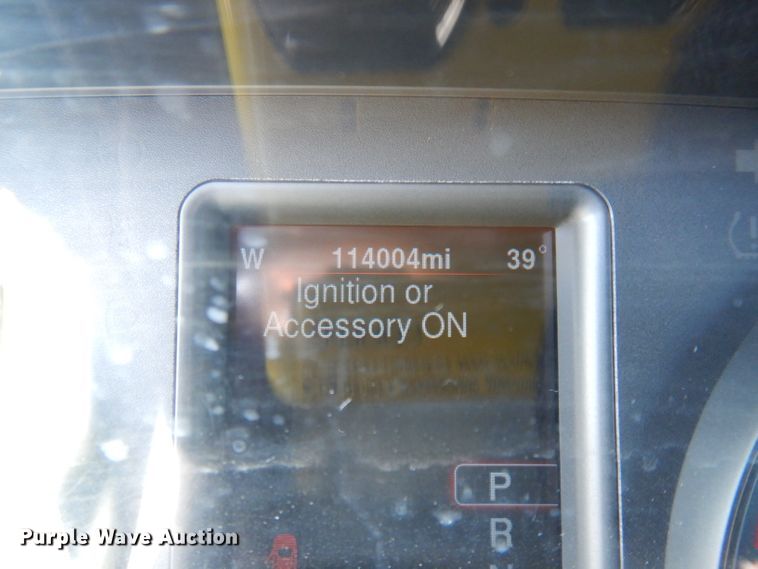 W 114004mi 39°
Ignition or
Accessory ON
P
R
N
Purple Wave Auction